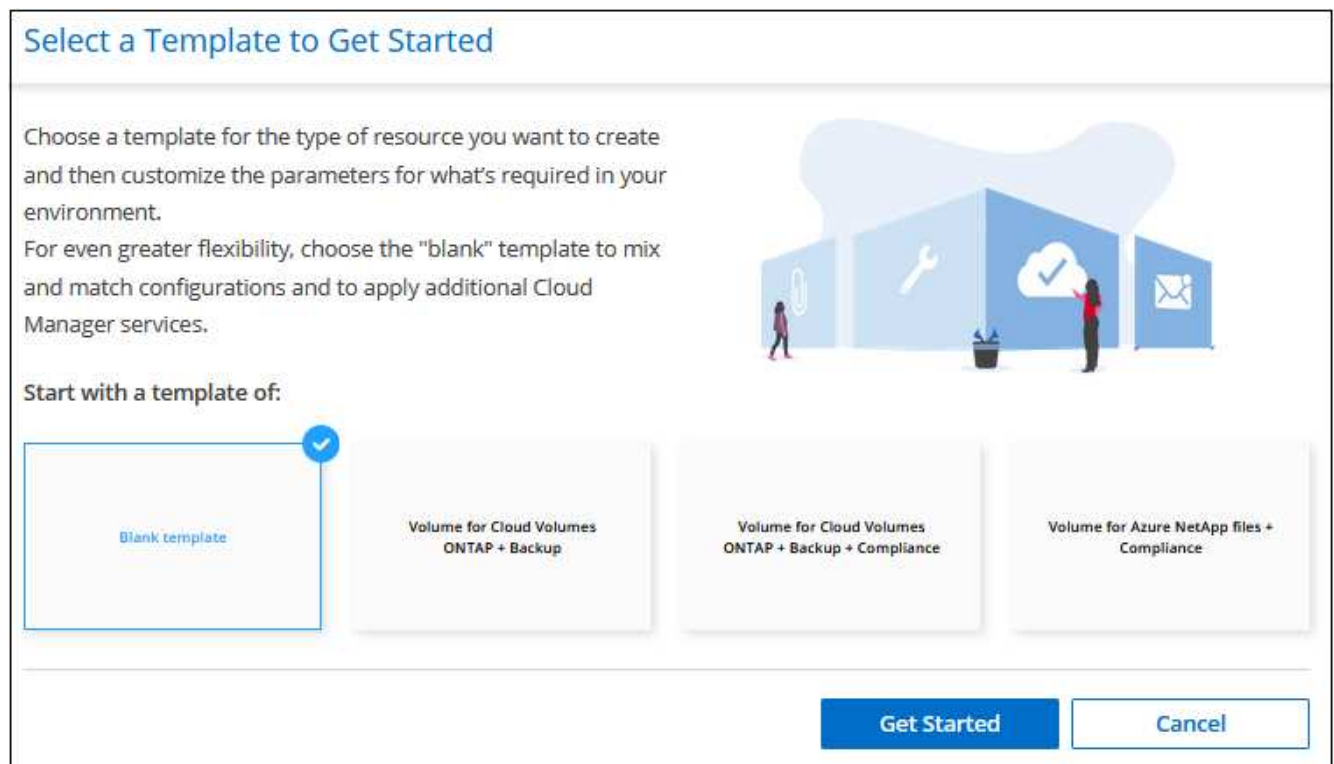 Select a Template to Get Started
Choose a template for the type of resource you want to create
and then customize the parameters for what's required in your
environment.
For even greater flexibility, choose the "blank" template to mix
and match configurations and to apply additional Cloud
Manager services.
Start with a template of:
Blank template
Volume for Cloud Volumes
ONTAP + Backup
Volume for Cloud Volumes
ONTAP + Backup + Compliance
Volume for Azure NetApp files +
Compliance
Get Started
Cancel